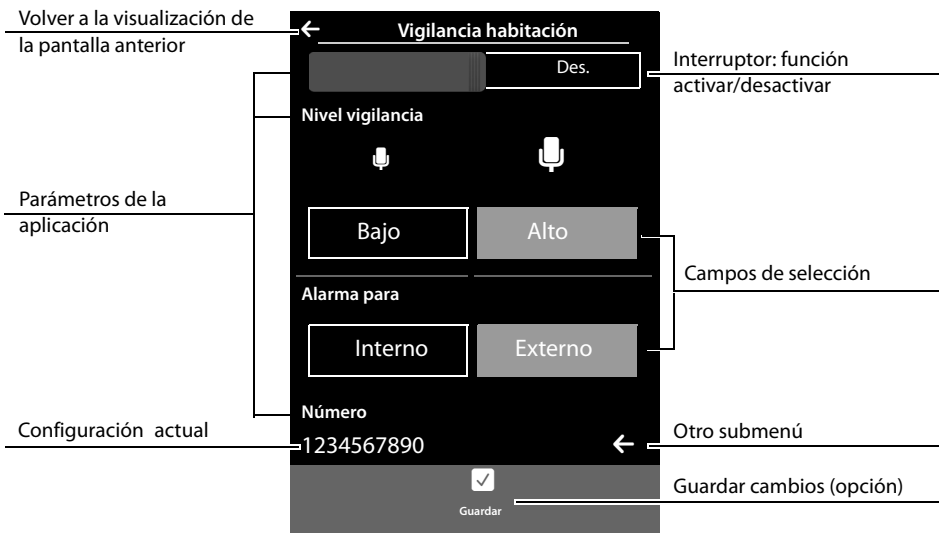 Volver a la visualización de
la pantalla anterior
Vigilancia habitación
Des.
Interruptor: función
activar/desactivar
Nivel vigilancia
Parámetros de la
aplicación
Bajo
Alto
Campos de selección
Alarma para
Interno
Externo
Número
Configuración actual
1234567890
Otro submenú
Guardar
Guardar cambios (opción)